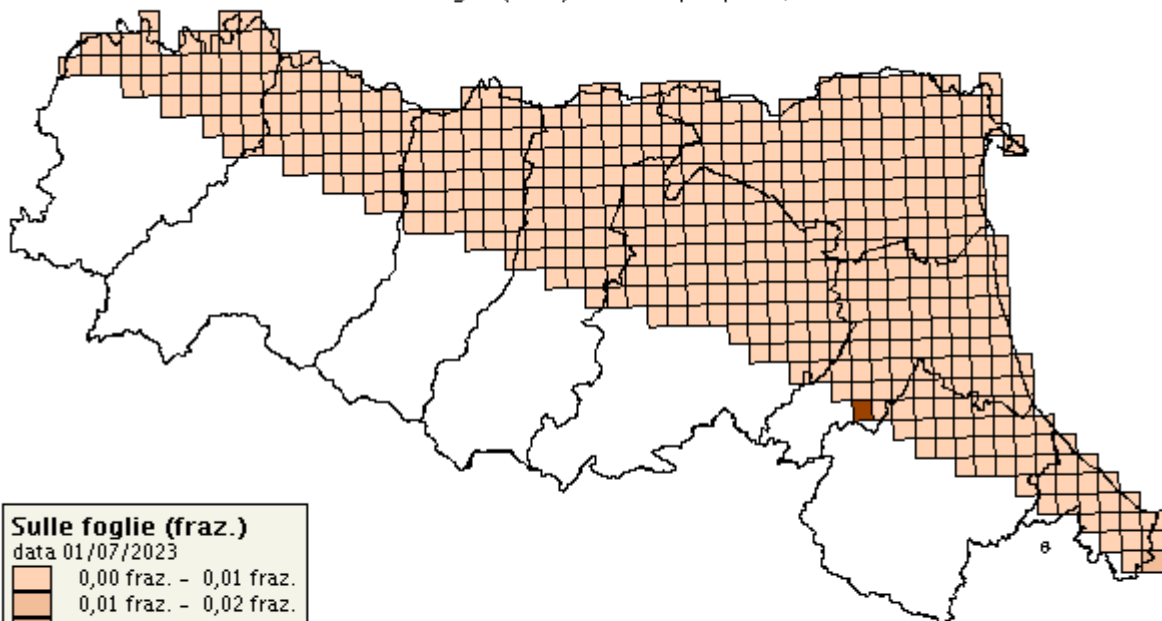 Sulle foglie (fraz.)
data 01/07/2023
0,00 fraz. - 0,01 fraz.
0,01 fraz. - 0,02 fraz.